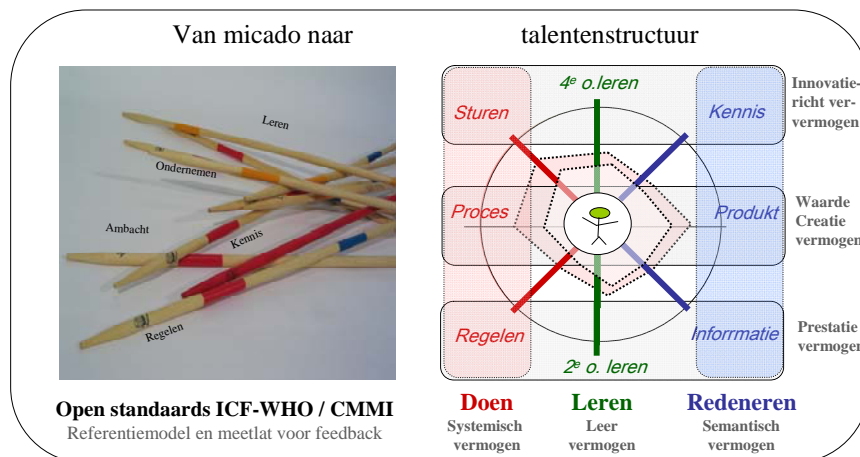 Van micado naar
talentenstructuur
Leren
Ondernemen
Ambacht
Kennis
Regelen
Open standaards ICF-WHO / CMMI
Referentiemodel en meetlat voor feedback
4e o.leren
Sturen
Kennis
Proces
Produkt
Regelen
Inforrmatie
2e o. leren
Innovatie-
richt ver-
vermogen
Waarde
Creatie
vermogen
Prestatie
vermogen
Doen
Systemisch
vermogen
Leren
Leer
vermogen
Redeneren
Semantisch
vermogen